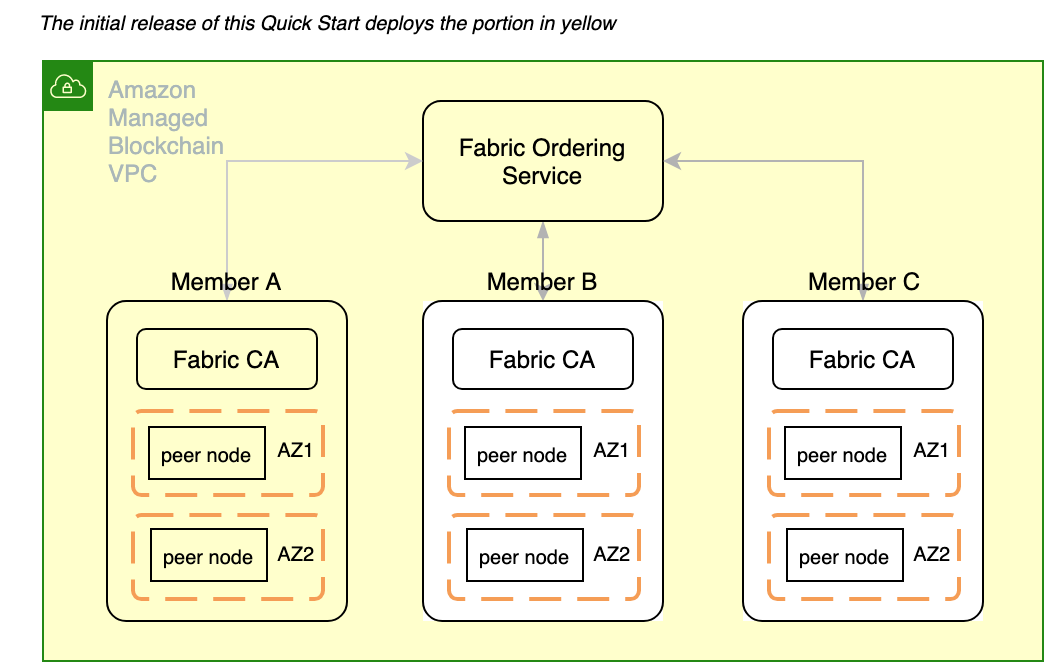 The initial release of this Quick Start deploys the portion in yellow
Amazon
Managed
Blockchain
VPC
Fabric Ordering
Service
Member A
Member B
Member C
Fabric CA
Fabric CA
Fabric CA
peer node
AZ1
peer node
AZ1
peer node
AZ1
peer node
AZ2
peer node
AZ2
peer node
AZ2